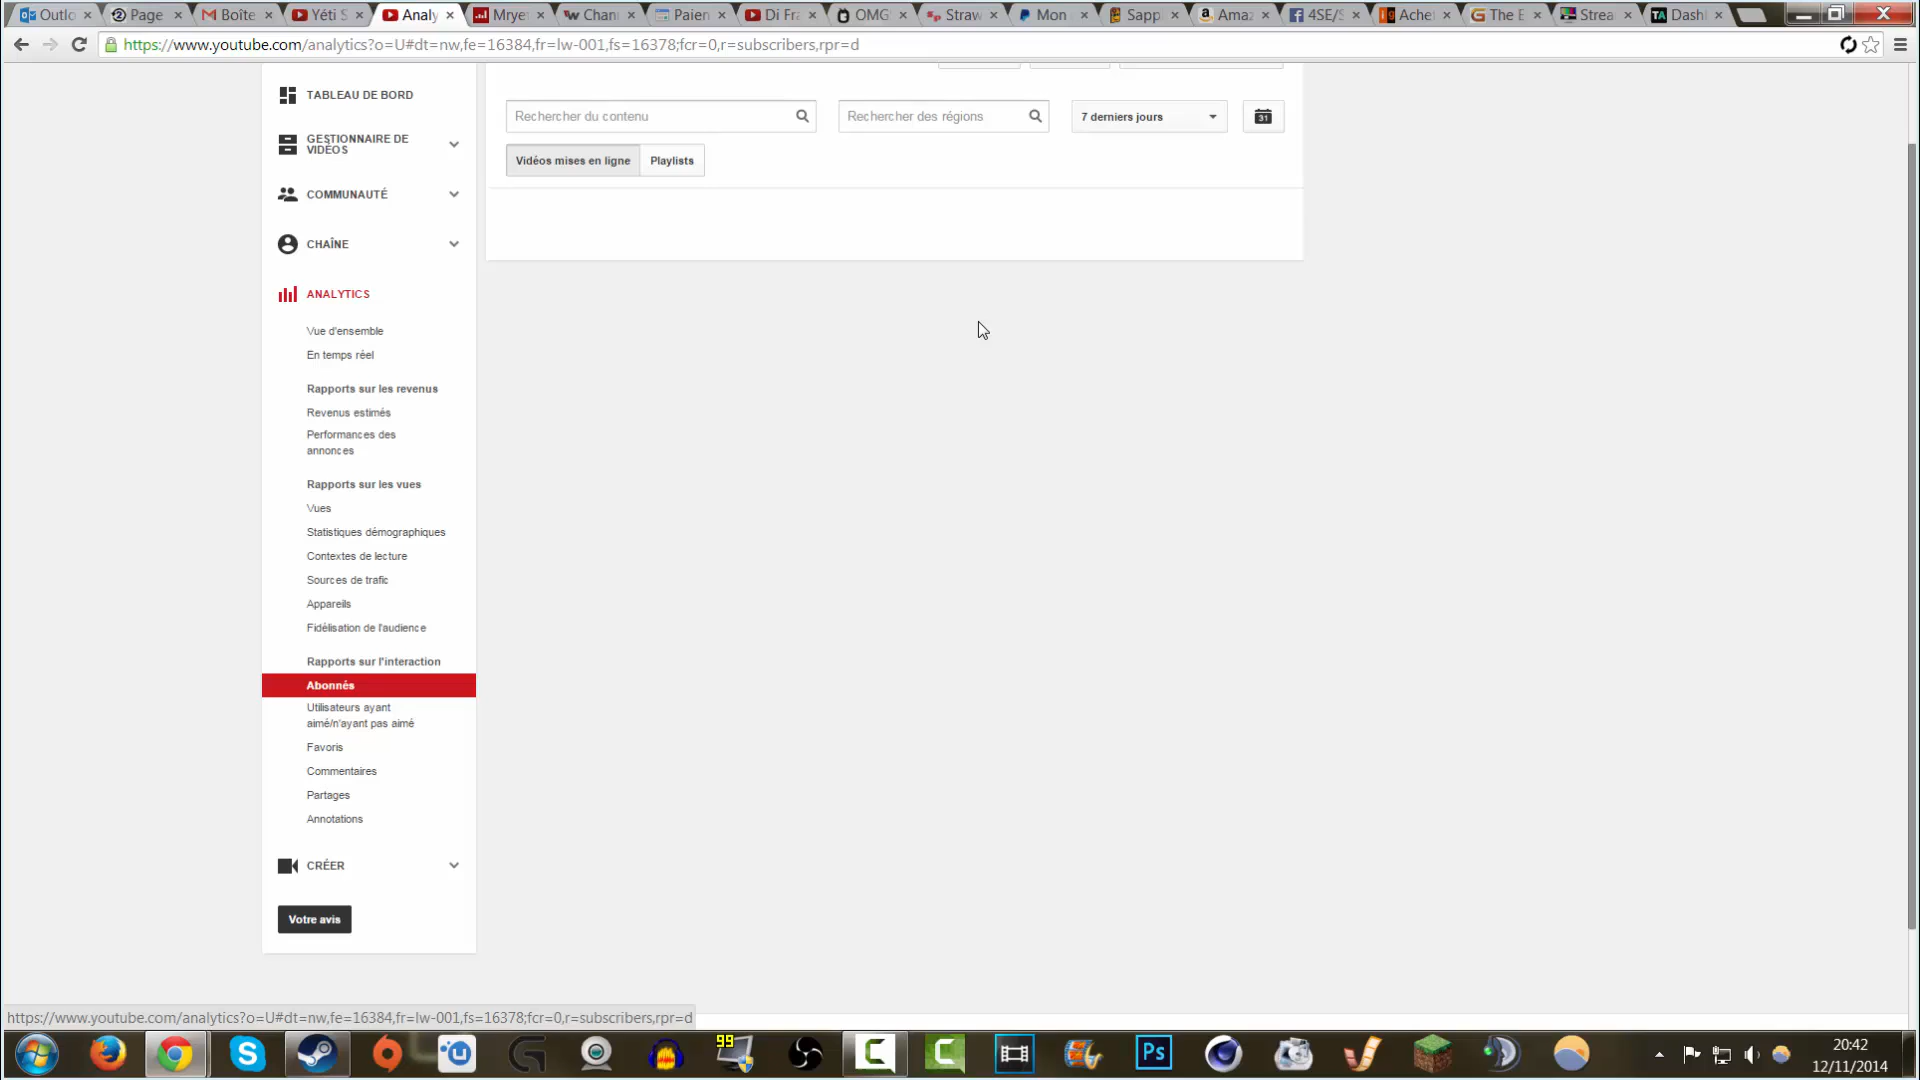 Outlo
Page
Boîte
Yéti S
Analy
Mrye
Chan
Paien
Di Fra
OMG
Straw
Mon
Sapp
Amaz
4SE/S
Achet
The E
Strea
Dashl
https://www.youtube.com/analytics?o=U#dt=nw,fe=16384,fr=lw-001,fs=16378;fcr=0,r=subscribers,rpr=d
TABLEAU DE BORD
GESTIONNAIRE DE
VIDÉOS
COMMUNAUTÉ
CHAÎNE
ANALYTICS
Vue d'ensemble
En temps réel
Rapports sur les revenus
Revenus estimés
Performances des
annonces
Rapports sur les vues
Vues
Statistiques démographiques
Contextes de lecture
Sources de trafic
Appareils
Fidélisation de l'audience
Rapports sur l'interaction
Abonnés
Utilisateurs ayant
aimé/n'ayant pas aimé
Favoris
Commentaires
Partages
Annotations
CRÉER
Votre avis
Rechercher du contenu
Rechercher des régions
7 derniers jours
31
Vidéos mises en ligne
Playlists
https://www.youtube.com/analytics?o=U#dt=nw,fe=16384,fr=lw-001,fs=16378;fcr=0,r=subscribers,rpr=d
99
Ps
20:42
12/11/2014